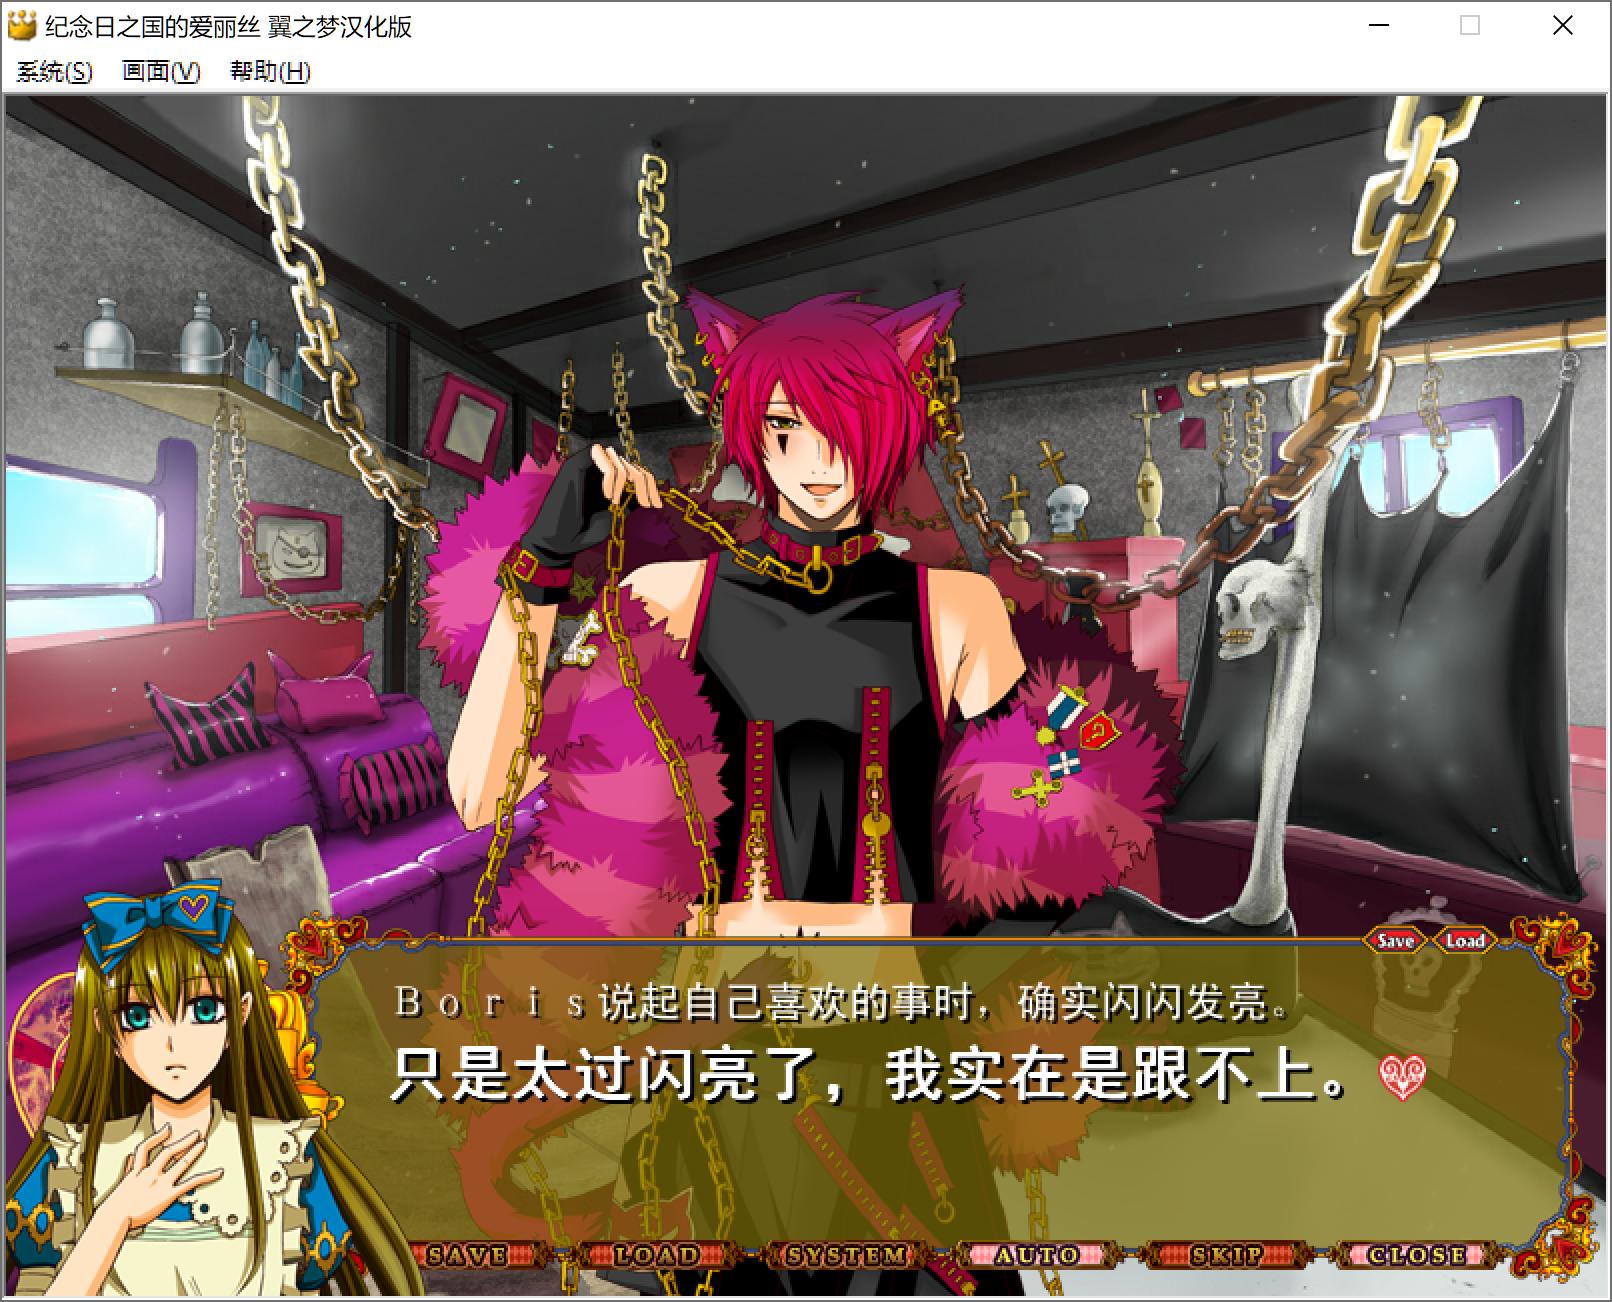 纪念日之国的爱丽丝 翼之梦汉化版
系统(S) 画面(V) 帮助(H)
Save Load
Ｂｏｒｉｓ说起自己喜欢的事时，确实闪闪发亮。
只是太过闪亮了，我实在是跟不上。
SAVE LOAD SYSTEM AUTO SKIP CLOSE